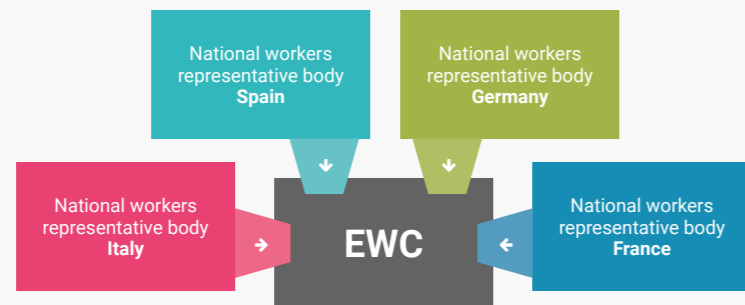 National workers
representative body
Spain
National workers
representative body
Germany
National workers
representative body
Italy
EWC
National workers
representative body
France